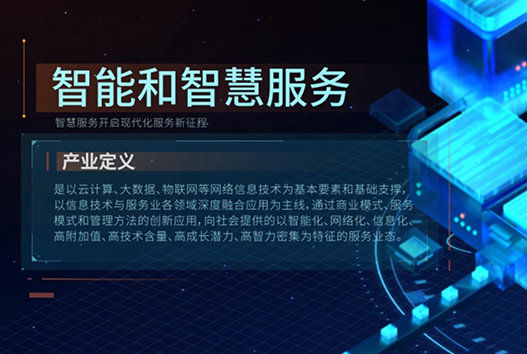 智能和智慧服务
智慧服务开启现代化服务新征程
产业定义
是以云计算、大数据、物联网等网络信息技术为基本要素和基础支撑,
以信息技术与服务业各领域深度融合应用为主线,通过商业模式、服务
模式和管理方法的创新应用,向社会提供的以智能化、网络化、信息化、
高附加值、高技术含量、高成长潜力、高智力密集为特征的服务业态。